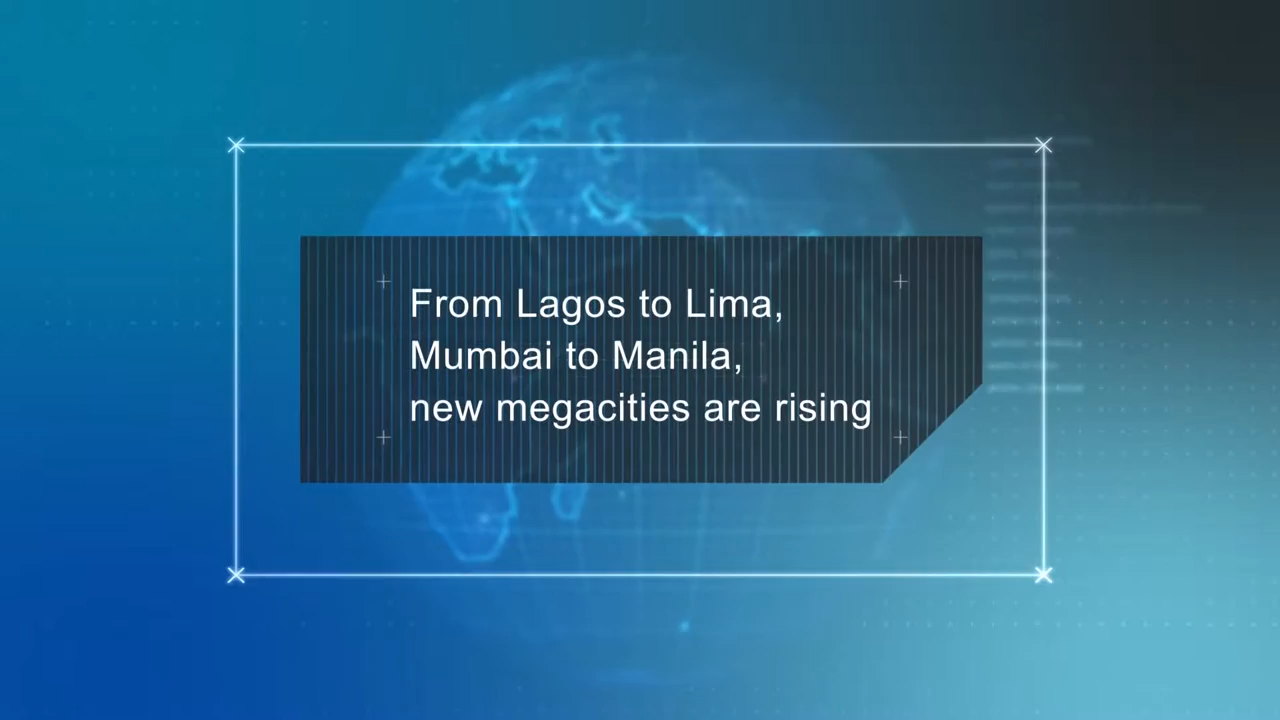 From Lagos to Lima,
Mumbai to Manila,
new megacities are rising